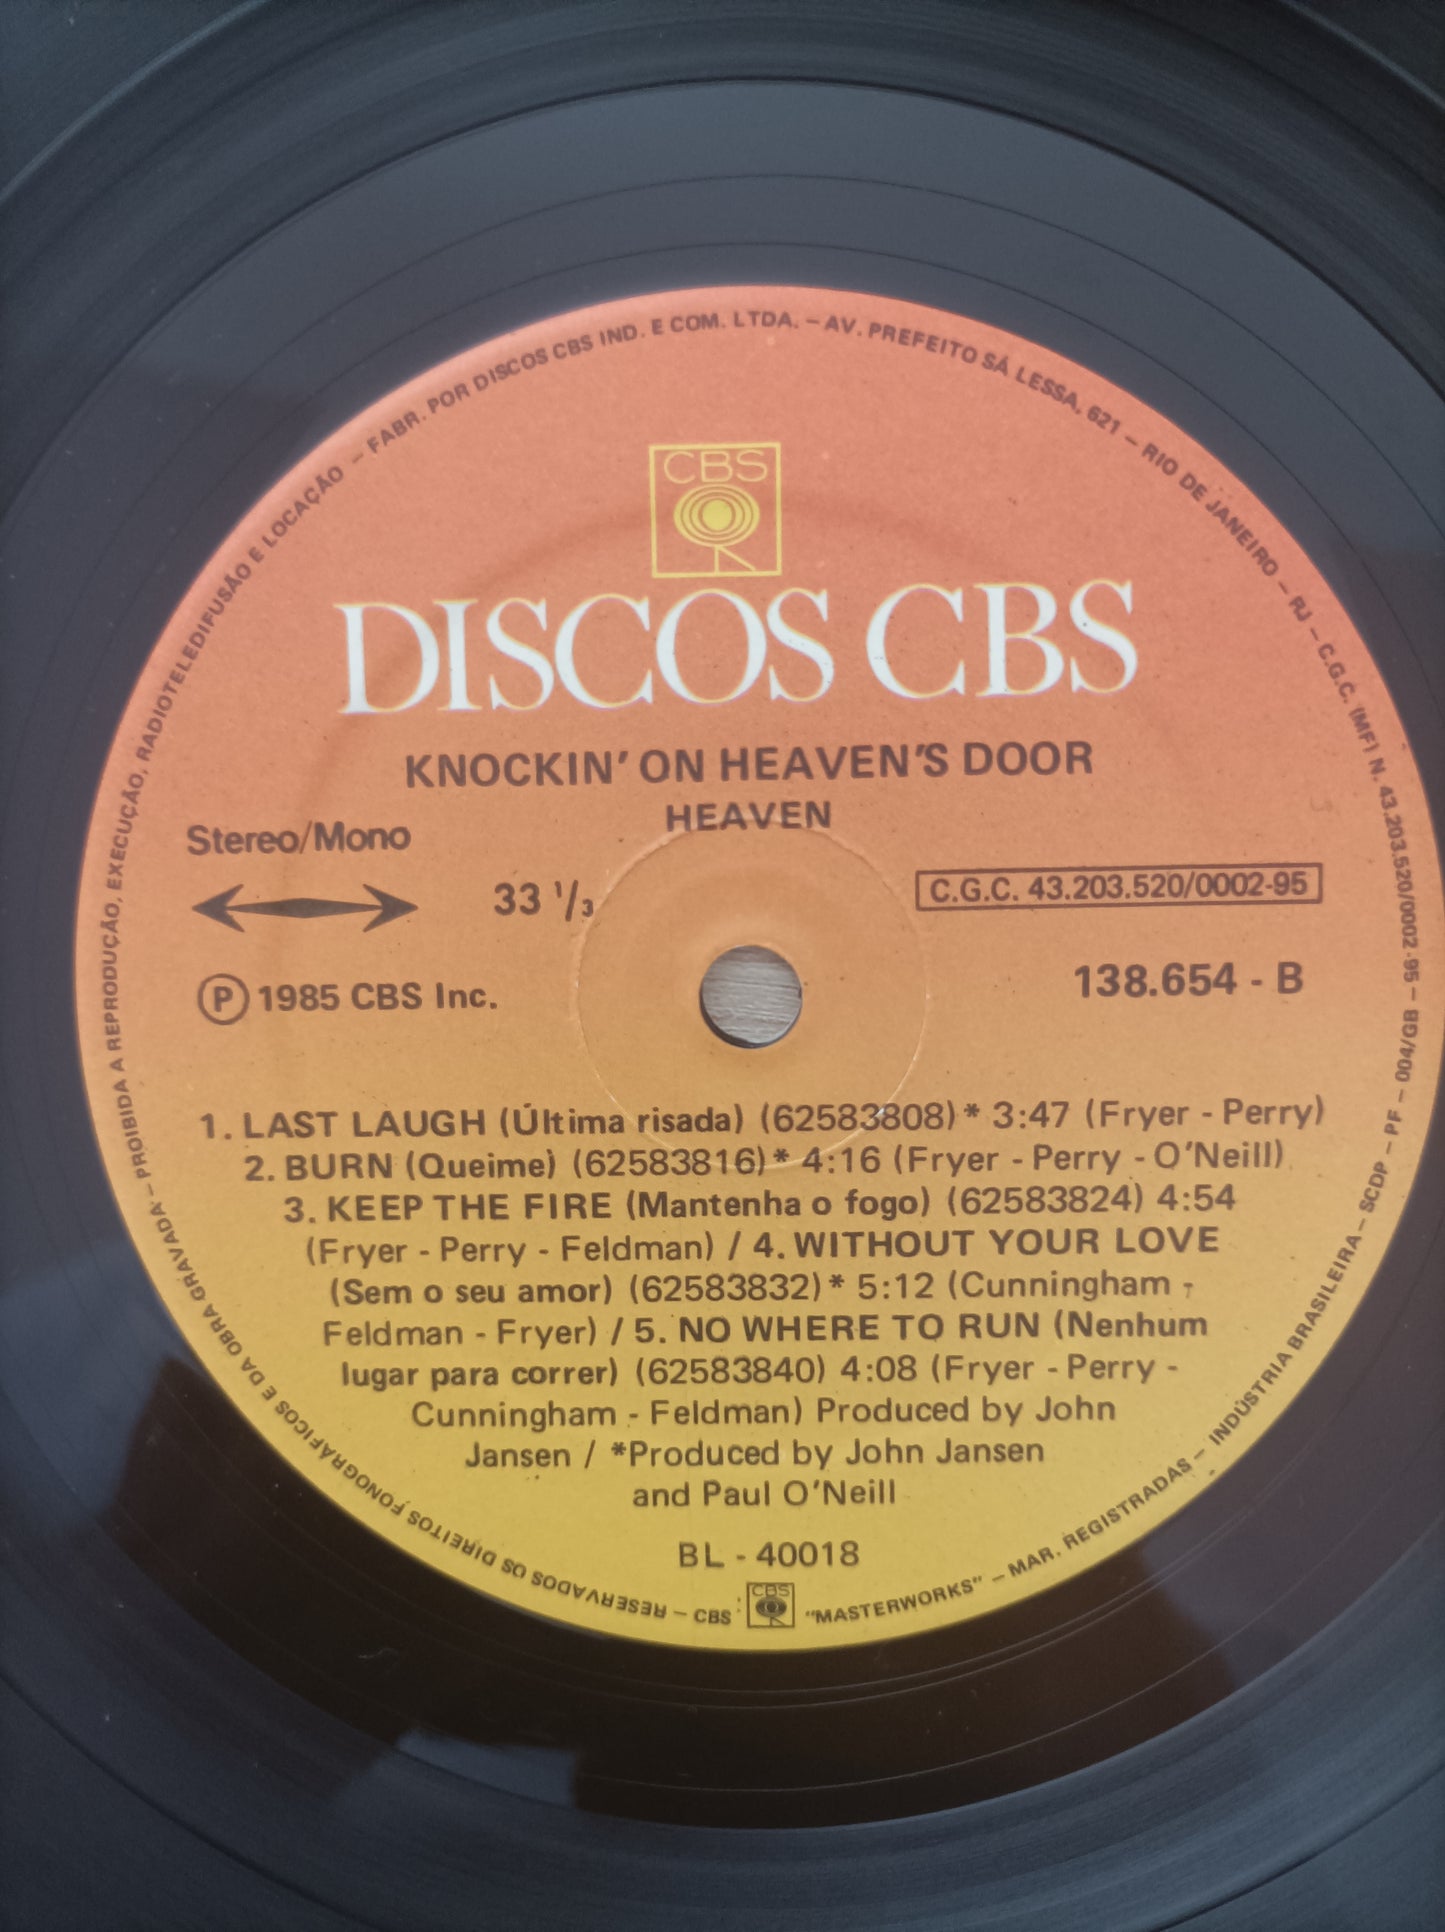 CBS
DISCOS CBS
KNOCKIN' ON HEAVEN'S DOOR
HEAVEN
Stereo/Mono
33 1/3
C.G.C. 43.203.520/0002-95
℗ 1985 CBS Inc.
138.654 - B
1. LAST LAUGH (Última risada) (62583808)* 3:47 (Fryer - Perry)
2. BURN (Queime) (62583816)* 4:16 (Fryer - Perry - O'Neill)
3. KEEP THE FIRE (Mantenha o fogo) (62583824) 4:54
(Fryer - Perry - Feldman) / 4. WITHOUT YOUR LOVE
(Sem o seu amor) (62583832)* 5:12 (Cunningham -
Feldman - Fryer) / 5. NO WHERE TO RUN (Nenhum
lugar para correr) (62583840) 4:08 (Fryer - Perry -
Cunningham - Feldman) Produced by John
Jansen / *Produced by John Jansen
and Paul O'Neill
BL - 40018
CBS
RESERVADOS OS DIREITOS FONOGRÁFICOS E DA OBRA GRAVADA - PROIBIDA A REPRODUÇÃO, EXECUÇÃO, RADIOTELEDIFUSÃO E LOCAÇÃO - FABR. POR DISCOS CBS IND. E COM. LTDA. - AV. PREFEITO SÁ LESSA, 621 - RIO DE JANEIRO - RJ - C.G.C. (MF) N. 43.203.520/0002-95 - GB 004/GB - PF - SCDP - INDÚSTRIA BRASILEIRA - MAR. REGISTRADAS - "MASTERWORKS" CBS -